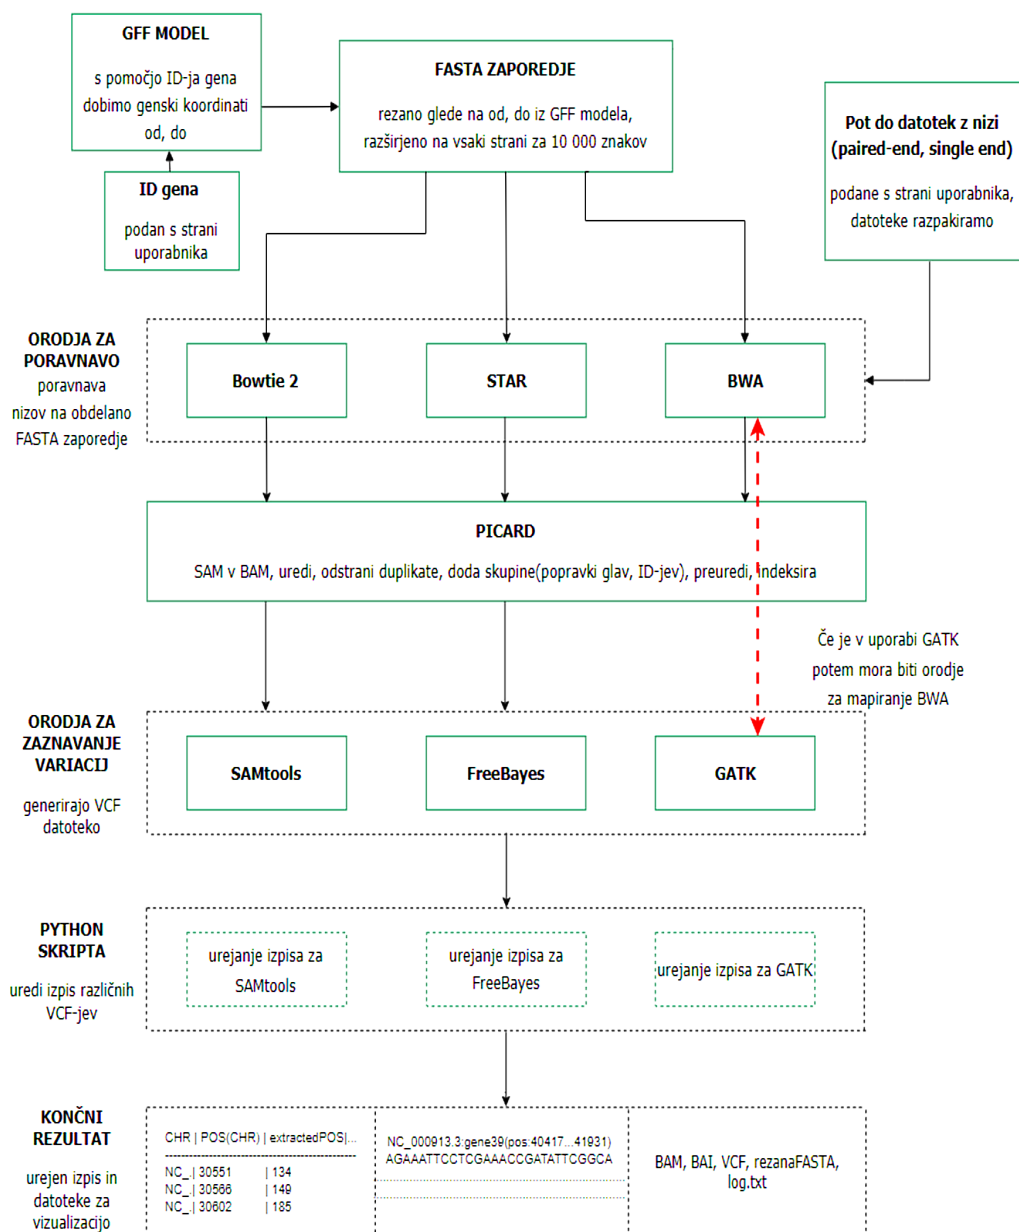 GFF MODEL
s pomočjo ID-ja gena
dobimo genski koordinati
od, do
FASTA ZAPOREDJE
rezano glede na od, do iz GFF modela,
razširjeno na vsaki strani za 10 000 znakov
Pot do datotek z nizi
(paired-end, single end)
podane s strani uporabnika,
datoteke razpakiramo
ID gena
podan s strani
uporabnika
ORODJA ZA
PORAVNAVO
poravnava
nizov na obdelano
FASTA zaporedje
Bowtie 2
STAR
BWA
PICARD
SAM v BAM, uredi, odstrani duplikate, doda skupine(popravki glav, ID-jev), preuredi, indeksira
Če je v uporabi GATK
potem mora biti orodje
za mapiranje BWA
ORODJA ZA
ZAZNAVANJE
VARIACIJ
generirajo VCF
datoteko
SAMtools
FreeBayes
GATK
PYTHON
SKRIPTA
uredi izpis različnih
VCF-jev
urejanje izpisa za
SAMtools
urejanje izpisa za
FreeBayes
urejanje izpisa za GATK
KONČNI
REZULTAT
urejen izpis in
datoteke za
vizualizacijo
CHR | POS(CHR) | extractedPOS|...
---------------------------------------------
NC_.| 30551 | 134
NC_.| 30566 | 149
NC_.| 30602 | 185
NC_000913.3:gene39(pos:40417...41931)
AGAAATTCCTCGAAACCGATATTCGGCA
BAM, BAI, VCF, rezanaFASTA,
log.txt